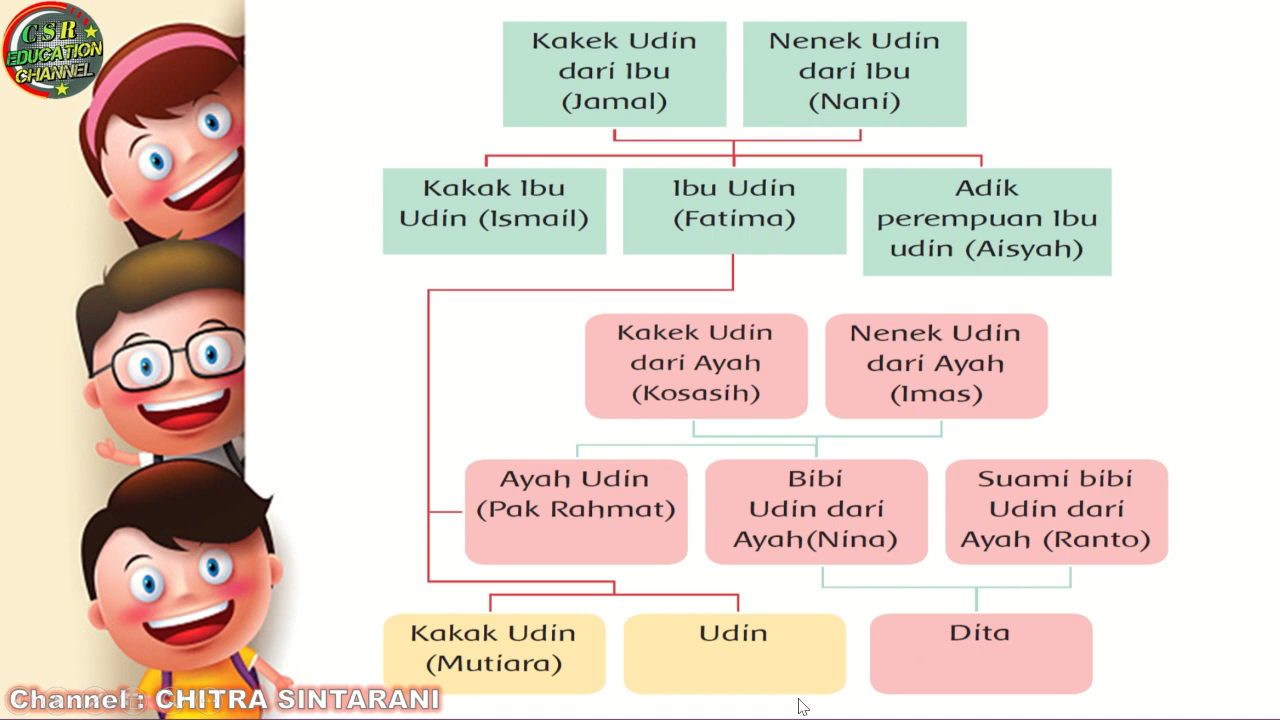 CSR
EDUCATION
CHANNEL
Kakek Udin
dari Ibu
(Jamal)
Nenek Udin
dari Ibu
(Nani)
Kakak Ibu
Udin (Ismail)
Ibu Udin
(Fatima)
Adik
perempuan Ibu
udin (Aisyah)
Kakek Udin
dari Ayah
(Kosasih)
Nenek Udin
dari Ayah
(Imas)
Ayah Udin
(Pak Rahmat)
Bibi
Udin dari
Ayah(Nina)
Suami bibi
Udin dari
Ayah (Ranto)
Kakak Udin
(Mutiara)
Udin
Dita
Channel : CHITRA SINTARANI